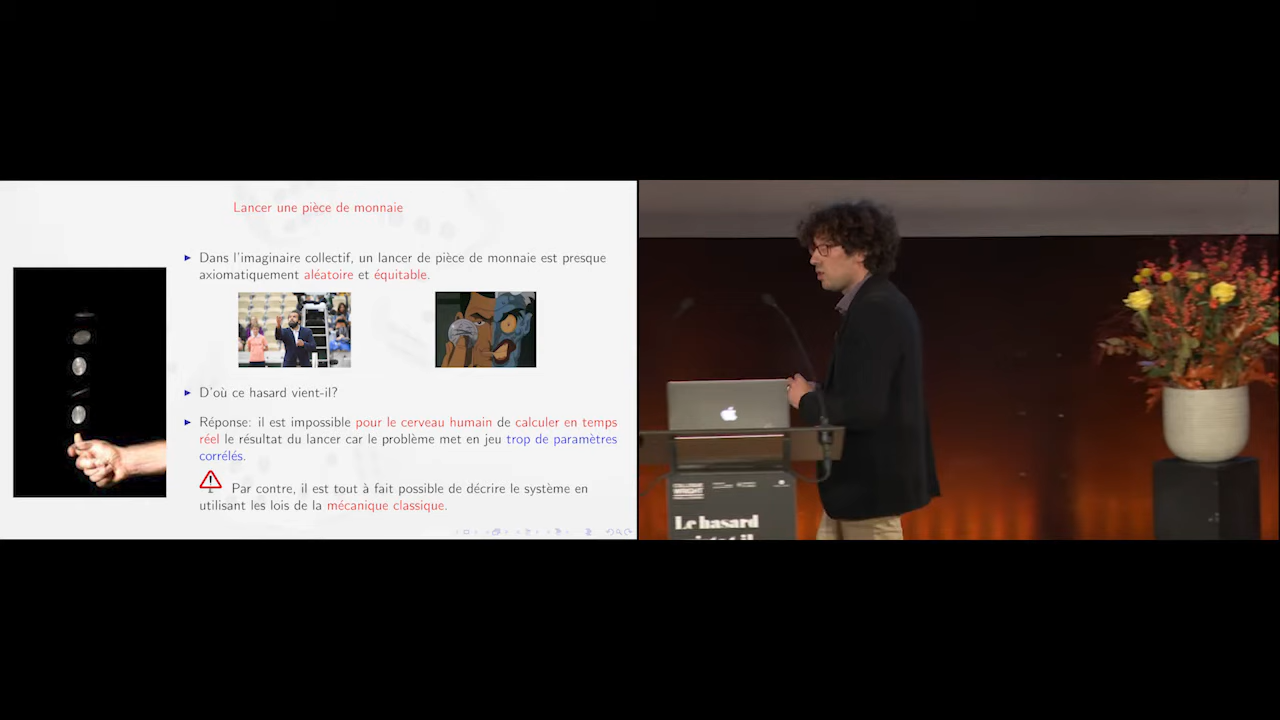 Lancer une pièce de monnaie
▶ Dans l'imaginaire collectif, un lancer de pièce de monnaie est presque
axiomatiquement aléatoire et équitable.
▶ D'où ce hasard vient-il?
▶ Réponse: il est impossible pour le cerveau humain de calculer en temps
réel le résultat du lancer car le problème met en jeu trop de paramètres
corrélés.
Par contre, il est tout à fait possible de décrire le système en
utilisant les lois de la mécanique classique.
COLLOQUE
WRIGHT
Le hasard